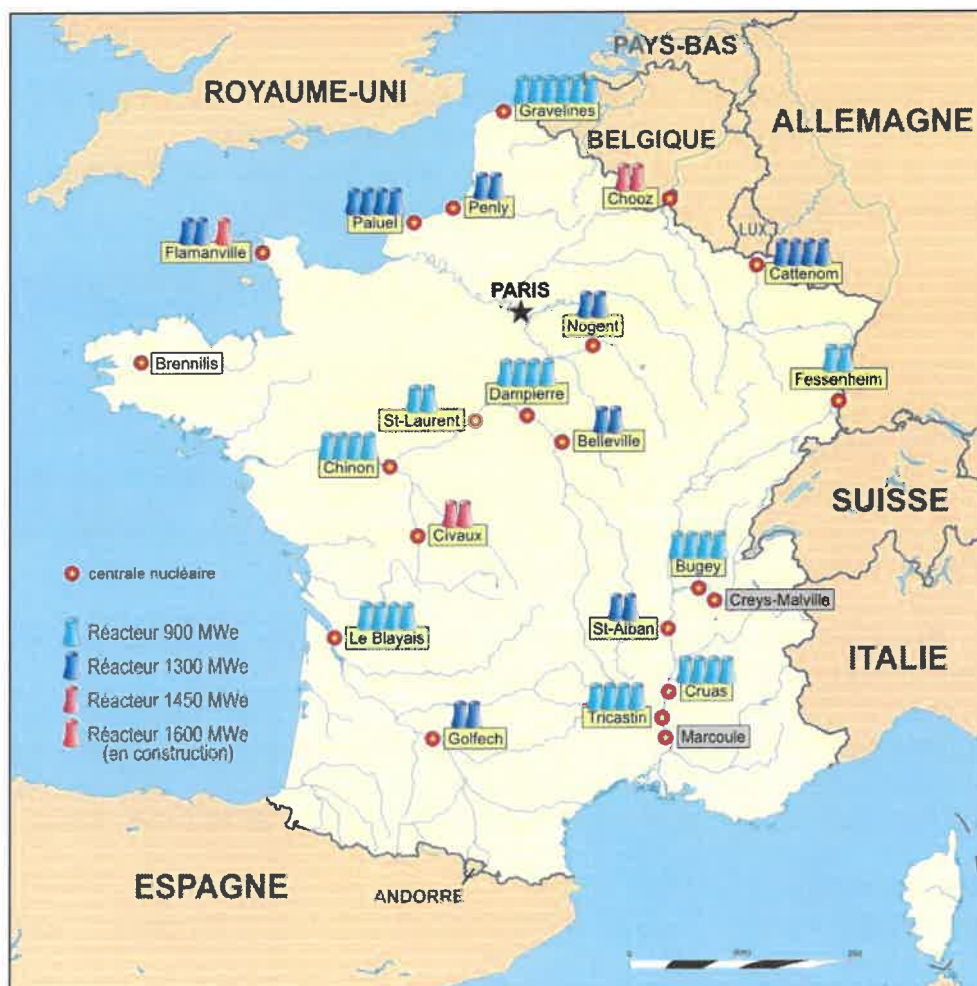 PAYS-BAS
ROYAUME-UNI
Gravelines
ALLEMAGNE
BELGIQUE
Chooz
Penly
Paluel
LUX.
Flamanville
Cattenom
PARIS
Nogent
Brennilis
Fessenheim
Dampierre
St-Laurent
Belleville
Chinon
SUISSE
Civaux
Bugey
centrale nucléaire
Creys-Malville
Réacteur 900 MWe
St-Alban
Le Blayais
ITALIE
Réacteur 1300 MWe
Cruas
Réacteur 1450 MWe
Tricastin
Réacteur 1600 MWe
(en construction)
Golfech
Marcoule
ESPAGNE
ANDORRE
0